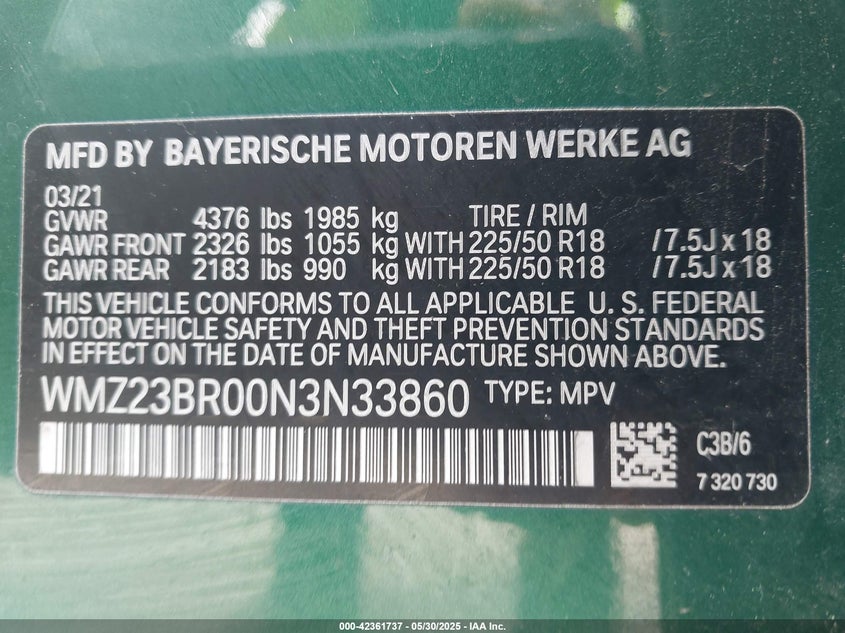 MFD BY BAYERISCHE MOTOREN WERKE AG
03/21
GVWR 4376 lbs 1985 kg TIRE / RIM
GAWR FRONT 2326 lbs 1055 kg WITH 225/50 R18 / 7.5J x 18
GAWR REAR 2183 lbs 990 kg WITH 225/50 R18 / 7.5J x 18
THIS VEHICLE CONFORMS TO ALL APPLICABLE U. S. FEDERAL
MOTOR VEHICLE SAFETY AND THEFT PREVENTION STANDARDS
IN EFFECT ON THE DATE OF MANUFACTURE SHOWN ABOVE.
WMZ23BR00N3N33860 TYPE: MPV
C3B/6
7 320 730
000-42361737 - 05/30/2025 - IAA Inc.